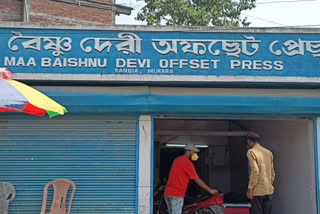 বৈষ্ণু দেৱী অফছেট প্ৰেছ
MAA BAISHNU DEVI OFFSET PRESS
RANGIA, MURARA